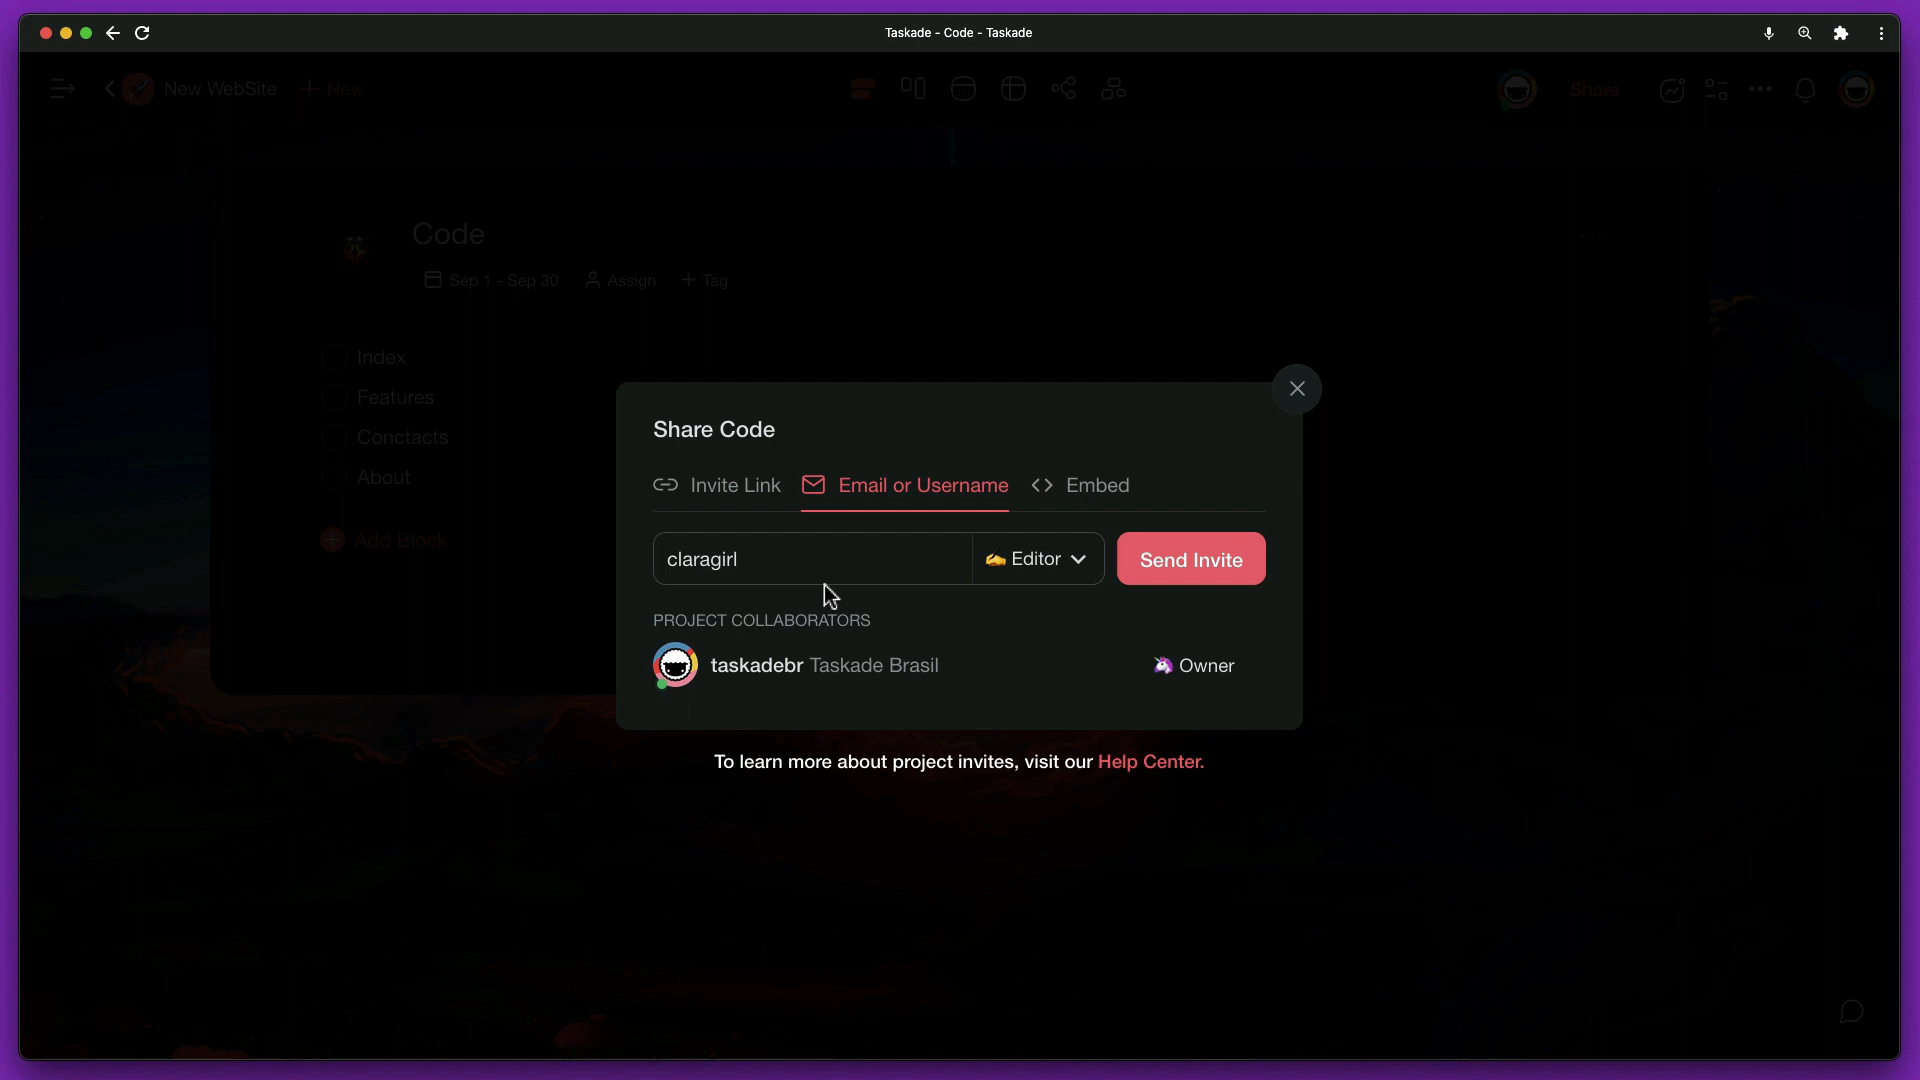 Taskade - Code - Taskade
New WebSite
New
Share
Code
Sep 1 - Sep 30
Assign
Tag
Index
Features
Conctacts
About
Add Block
Share Code
Invite Link
Email or Username
Embed
claragirl
Editor
Send Invite
PROJECT COLLABORATORS
taskadebr Taskade Brasil
Owner
To learn more about project invites, visit our Help Center.